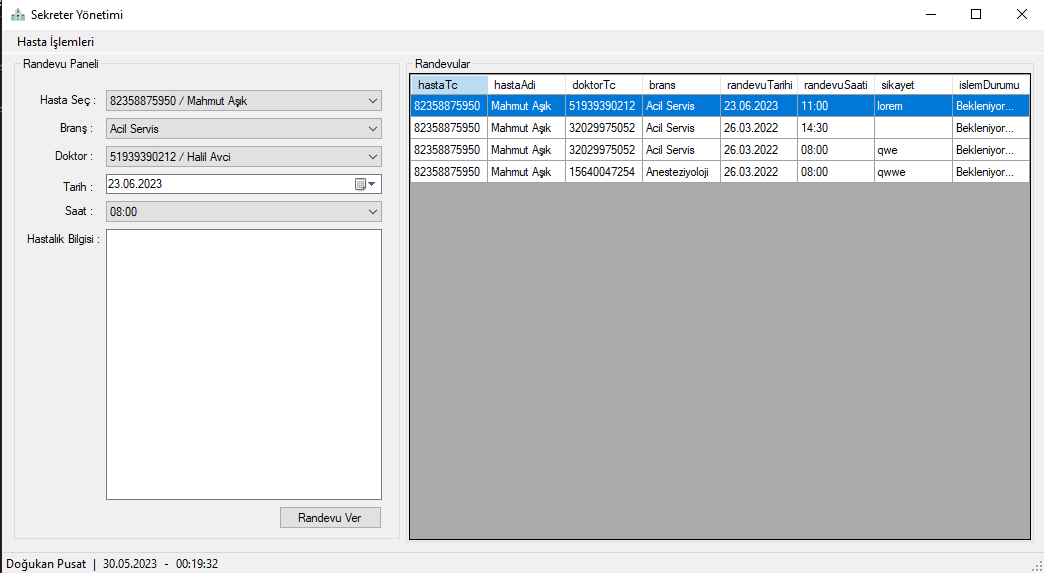 Sekreter Yönetimi
Hasta İşlemleri
Randevu Paneli
Hasta Seç : 82358875950 / Mahmut Aşık
Branş : Acil Servis
Doktor : 51939390212 / Halil Avci
Tarih : 23.06.2023
Saat : 08:00
Hastalık Bilgisi :
Randevu Ver
Randevular
hastaTc hastaAdi doktorTc brans randevuTarihi randevuSaati sikayet islemDurumu
82358875950 Mahmut Aşık 51939390212 Acil Servis 23.06.2023 11:00 lorem Bekleniyor...
82358875950 Mahmut Aşık 32029975052 Acil Servis 26.03.2022 14:30 Bekleniyor...
82358875950 Mahmut Aşık 32029975052 Acil Servis 26.03.2022 08:00 qwe Bekleniyor...
82358875950 Mahmut Aşık 15640047254 Anesteziyoloji 26.03.2022 08:00 qwwe Bekleniyor...
Doğukan Pusat | 30.05.2023 - 00:19:32